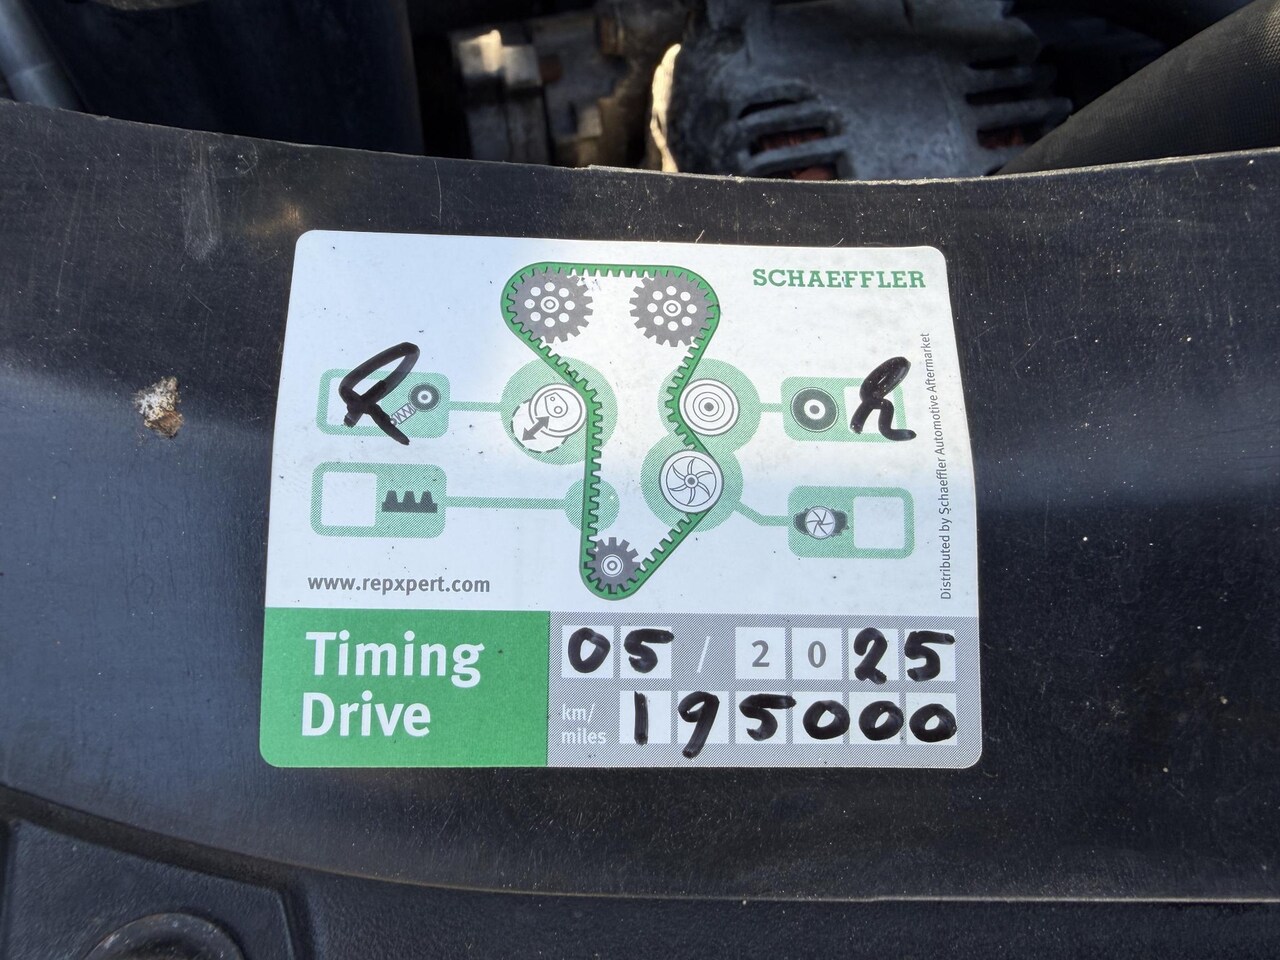 SCHAEFFLER
R
R
Distributed by Schaeffler Automotive Aftermarket
www.repxpert.com
Timing
Drive
05 / 2025
km/
miles
195000